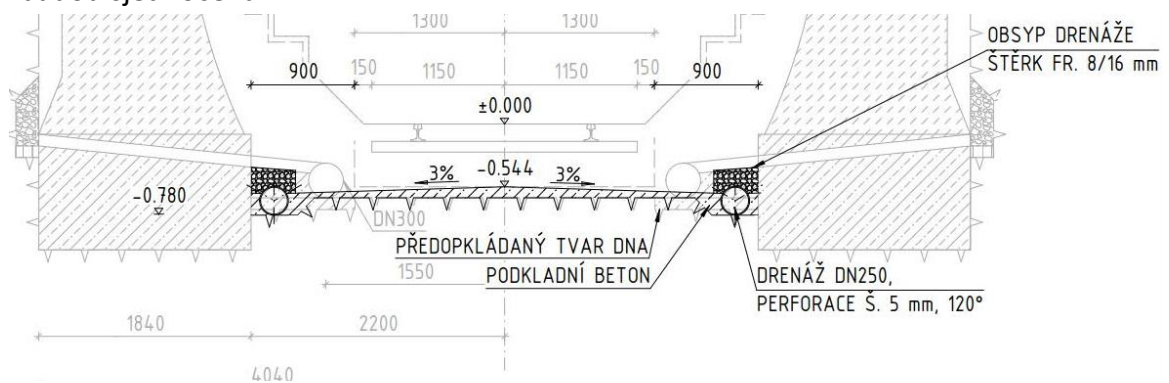 1300
1300
OBSYP DRENÁŽE
ŠTĚRK FR. 8/16 mm
900
150
1150
1150
150
900
±0.000
3%
-0.544
3%
-0.780
DN300
PŘEDOPKLÁDANÝ TVAR DNA
PODKLADNÍ BETON
1550
DRENÁŽ DN250,
PERFORACE Š. 5 mm, 120°
1840
2200
4040